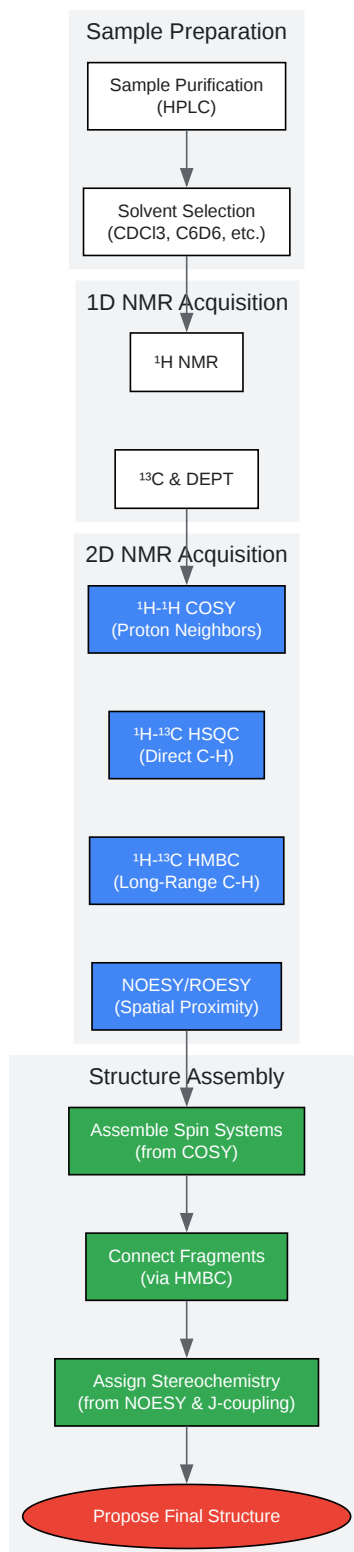 Sample Preparation
Sample Purification
(HPLC)
Solvent Selection
(CDCl3, C6D6, etc.)
1D NMR Acquisition
¹H NMR
¹³C & DEPT
2D NMR Acquisition
¹H-¹H COSY
(Proton Neighbors)
¹H-¹³C HSQC
(Direct C-H)
¹H-¹³C HMBC
(Long-Range C-H)
NOESY/ROESY
(Spatial Proximity)
Structure Assembly
Assemble Spin Systems
(from COSY)
Connect Fragments
(via HMBC)
Assign Stereochemistry
(from NOESY & J-coupling)
Propose Final Structure